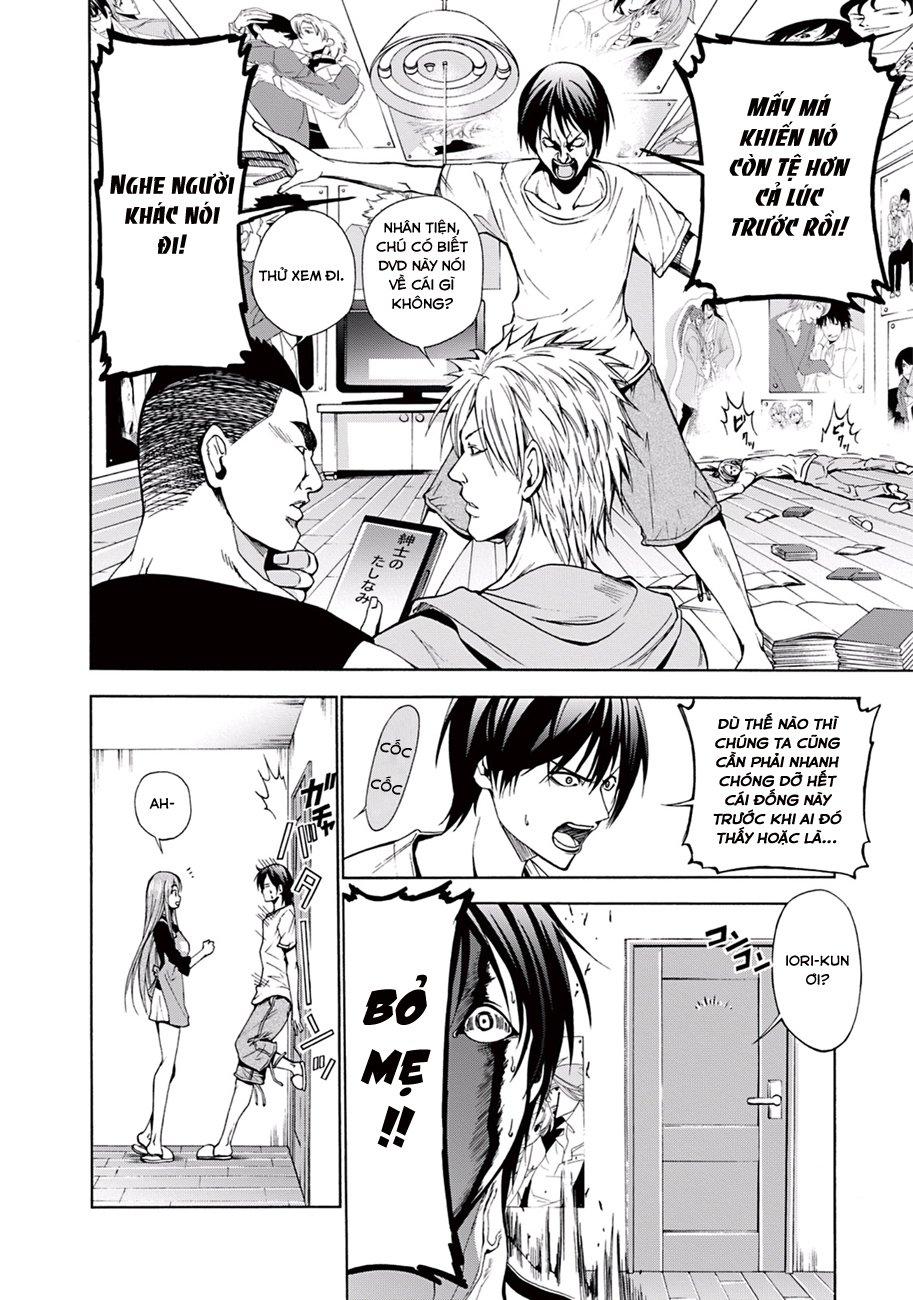 MẤY MÁ
KHIẾN NÓ
CÒN TỆ HƠN
CẢ LÚC
TRƯỚC RỒI!
NHÂN TIỆN,
CHÚ CÓ BIẾT
DVD NÀY NÓI
VỀ CÁI GÌ
KHÔNG?
THỬ XEM ĐI.
NGHE NGƯỜI
KHÁC NÓI
ĐI!
紳士の
たしなみ
ピク
ピク
DÙ THẾ NÀO THÌ
CHÚNG TA CŨNG
CẦN PHẢI NHANH
CHÓNG DỠ HẾT
CÁI ĐỐNG NÀY
TRƯỚC KHI AI ĐÓ
THẤY HOẶC LÀ...
CỐC
CỐC
IORI-KUN
ƠI?
コンコン
BỎ
MẸ
!!
ガチャ
バターン
AH-